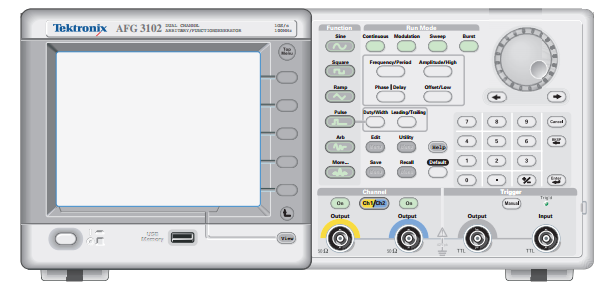 Tektronix AFG 3102 DUAL CHANNEL ARBITRARY/FUNCTION GENERATOR 1GS/s 100MHz
Top Menu
View
USB Memory
Function Run Mode
Sine Continuous Modulation Sweep Burst
Square Frequency/Period Amplitude/High
Ramp Phase Delay Offset/Low
Pulse Duty/Width Leading/Trailing
Arb Edit Utility Help
More... Save Recall Default
7 8 9 Cancel
4 5 6
1 2 3
0 . Enter
Channel Trigger
On Ch1/Ch2 On Manual Trig'd
Output Output Output Input
50 Ω 50 Ω TTL TTL